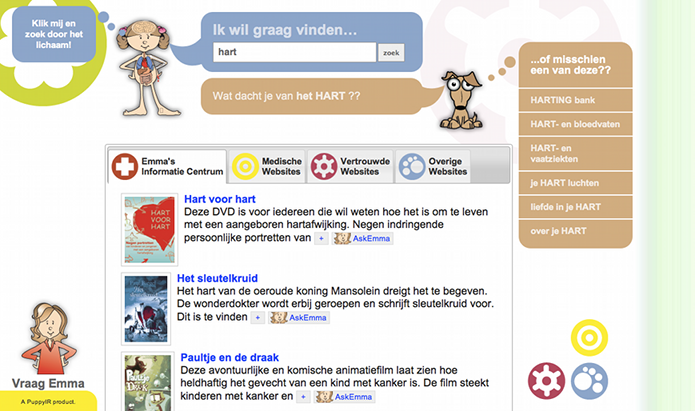 Klik mij en
zoek door het
lichaam!
Ik wil graag vinden...
hart
zoek
Wat dacht je van het HART ??
...of misschien
een van deze??
HARTING bank
HART- en bloedvaten
HART- en
vaatziekten
je HART luchten
liefde in je HART
over je HART
Emma's
Informatie Centrum
Medische
Websites
Vertrouwde
Websites
Overige
Websites
HART
VOOR
HART
Hart voor hart
Deze DVD is voor iedereen die wil weten hoe het is om te leven
met een aangeboren hartafwijking. Negen indringende
persoonlijke portretten van + AskEmma
Het sleutelkruid
Het hart van de oeroude koning Mansolein dreigt het te begeven.
De wonderdokter wordt erbij geroepen en schrijft sleutelkruid voor.
Dit is te vinden + AskEmma
Paultje en de draak
Deze avontuurlijke en komische animatiefilm laat zien hoe
heldhaftig het gevecht van een kind met kanker is. De film steekt
kinderen met kanker en + AskEmma
Vraag Emma
A PuppyIR product.